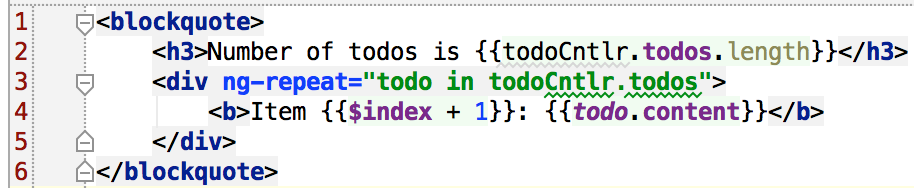 1 <blockquote>
2 <h3>Number of todos is {{todoCntlr.todos.length}}</h3>
3 <div ng-repeat="todo in todoCntlr.todos">
4 <b>Item {{$index + 1}}: {{todo.content}}</b>
5 </div>
6 </blockquote>